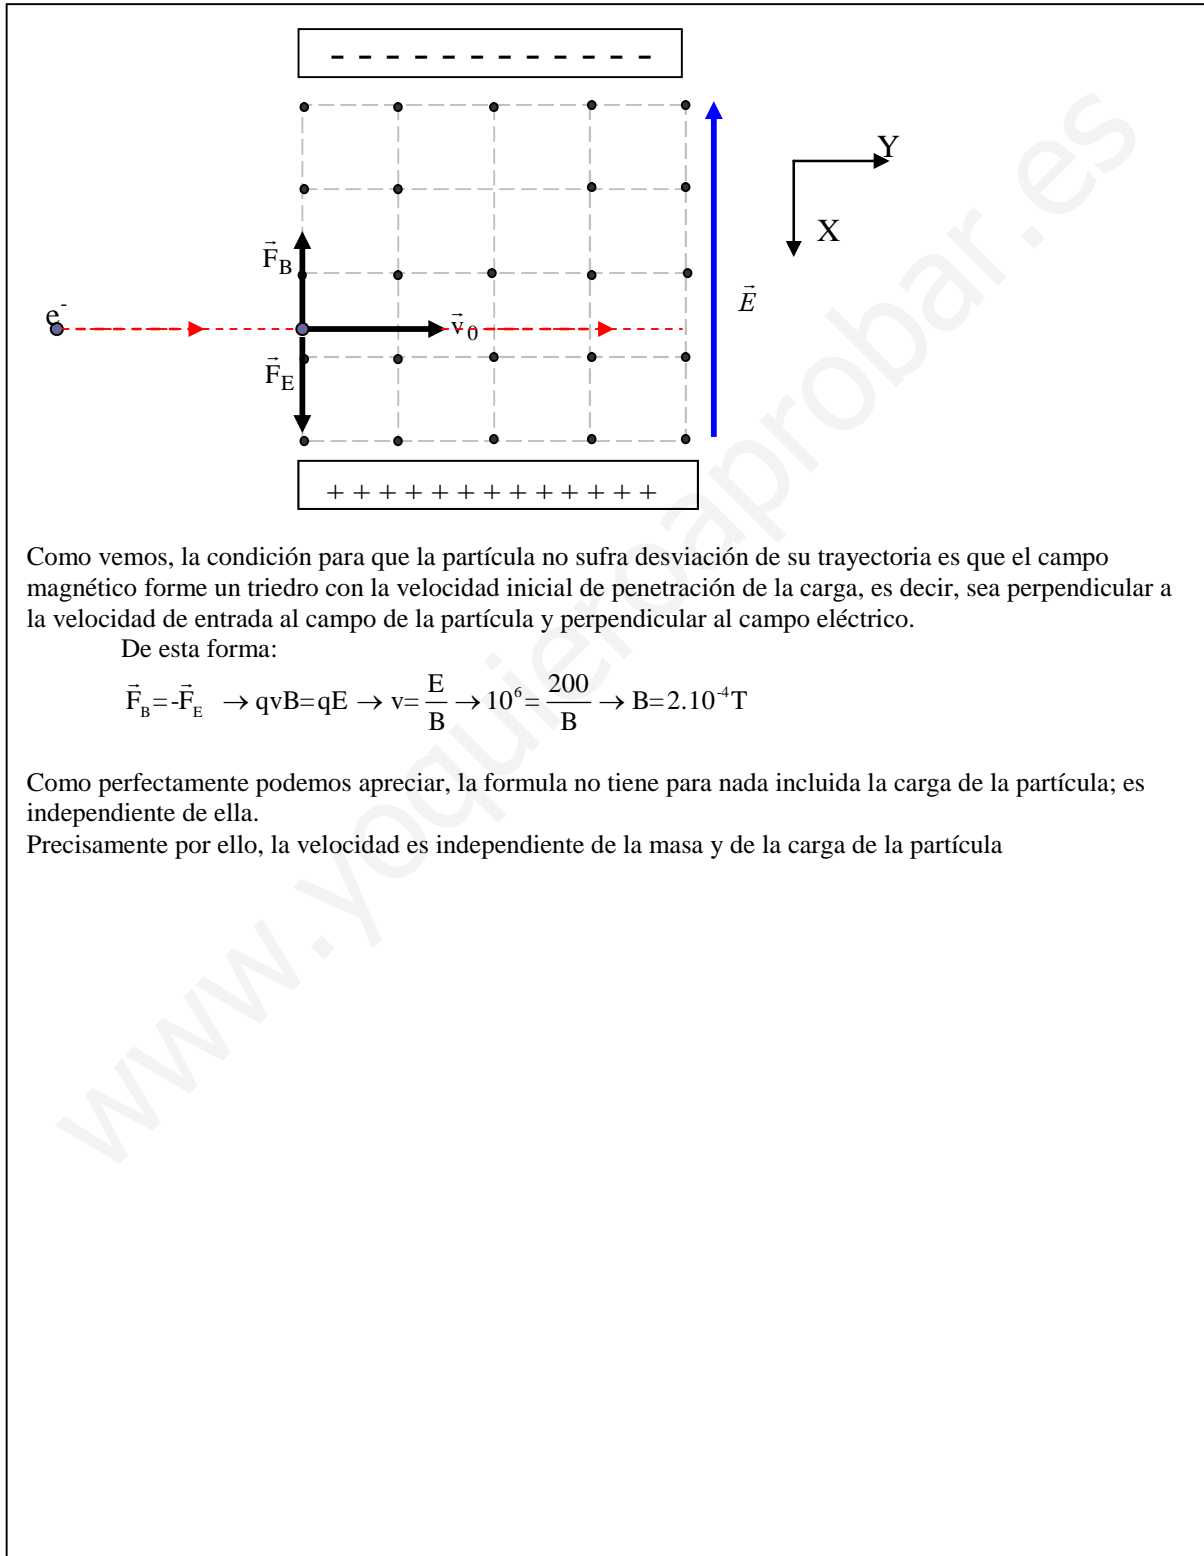 - - - - - - - - - - - - -
Y
X
F⃗_B
e⁻
v⃗₀
E⃗
F⃗_E
+ + + + + + + + + + + + +
Como vemos, la condición para que la partícula no sufra desviación de su trayectoria es que el campo
magnético forme un triedro con la velocidad inicial de penetración de la carga, es decir, sea perpendicular a
la velocidad de entrada al campo de la partícula y perpendicular al campo eléctrico.
De esta forma:
F⃗_B=-F⃗_E → qvB=qE → v=E/B → 10⁶=200/B → B=2.10⁻⁴T
Como perfectamente podemos apreciar, la formula no tiene para nada incluida la carga de la partícula; es
independiente de ella.
Precisamente por ello, la velocidad es independiente de la masa y de la carga de la partícula
www.yoquieroaprobar.es